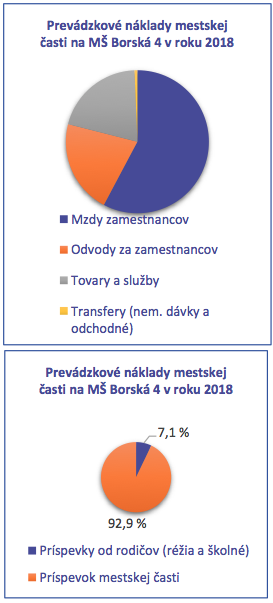 Prevádzkové náklady mestskej
časti na MŠ Borská 4 v roku 2018
Mzdy zamestnancov
Odvody za zamestnancov
Tovary a služby
Transfery (nem. dávky a
odchodné)
Prevádzkové náklady mestskej
časti na MŠ Borská 4 v roku 2018
7,1 %
92,9 %
Príspevky od rodičov (réžia a školné)
Príspevok mestskej časti